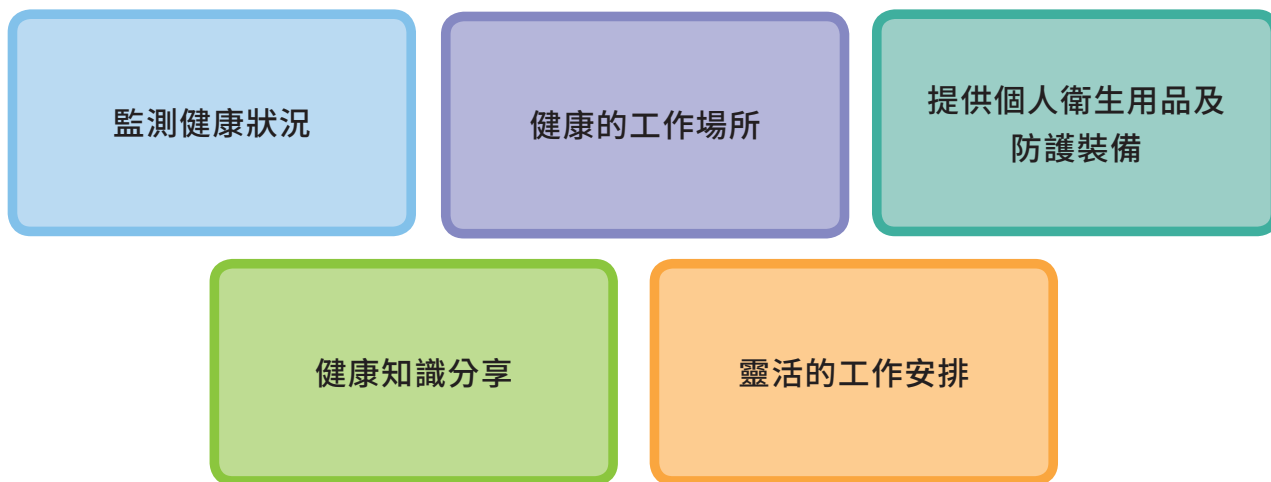 監測健康狀況
健康的工作場所
提供個人衛生用品及
防護裝備
健康知識分享
靈活的工作安排